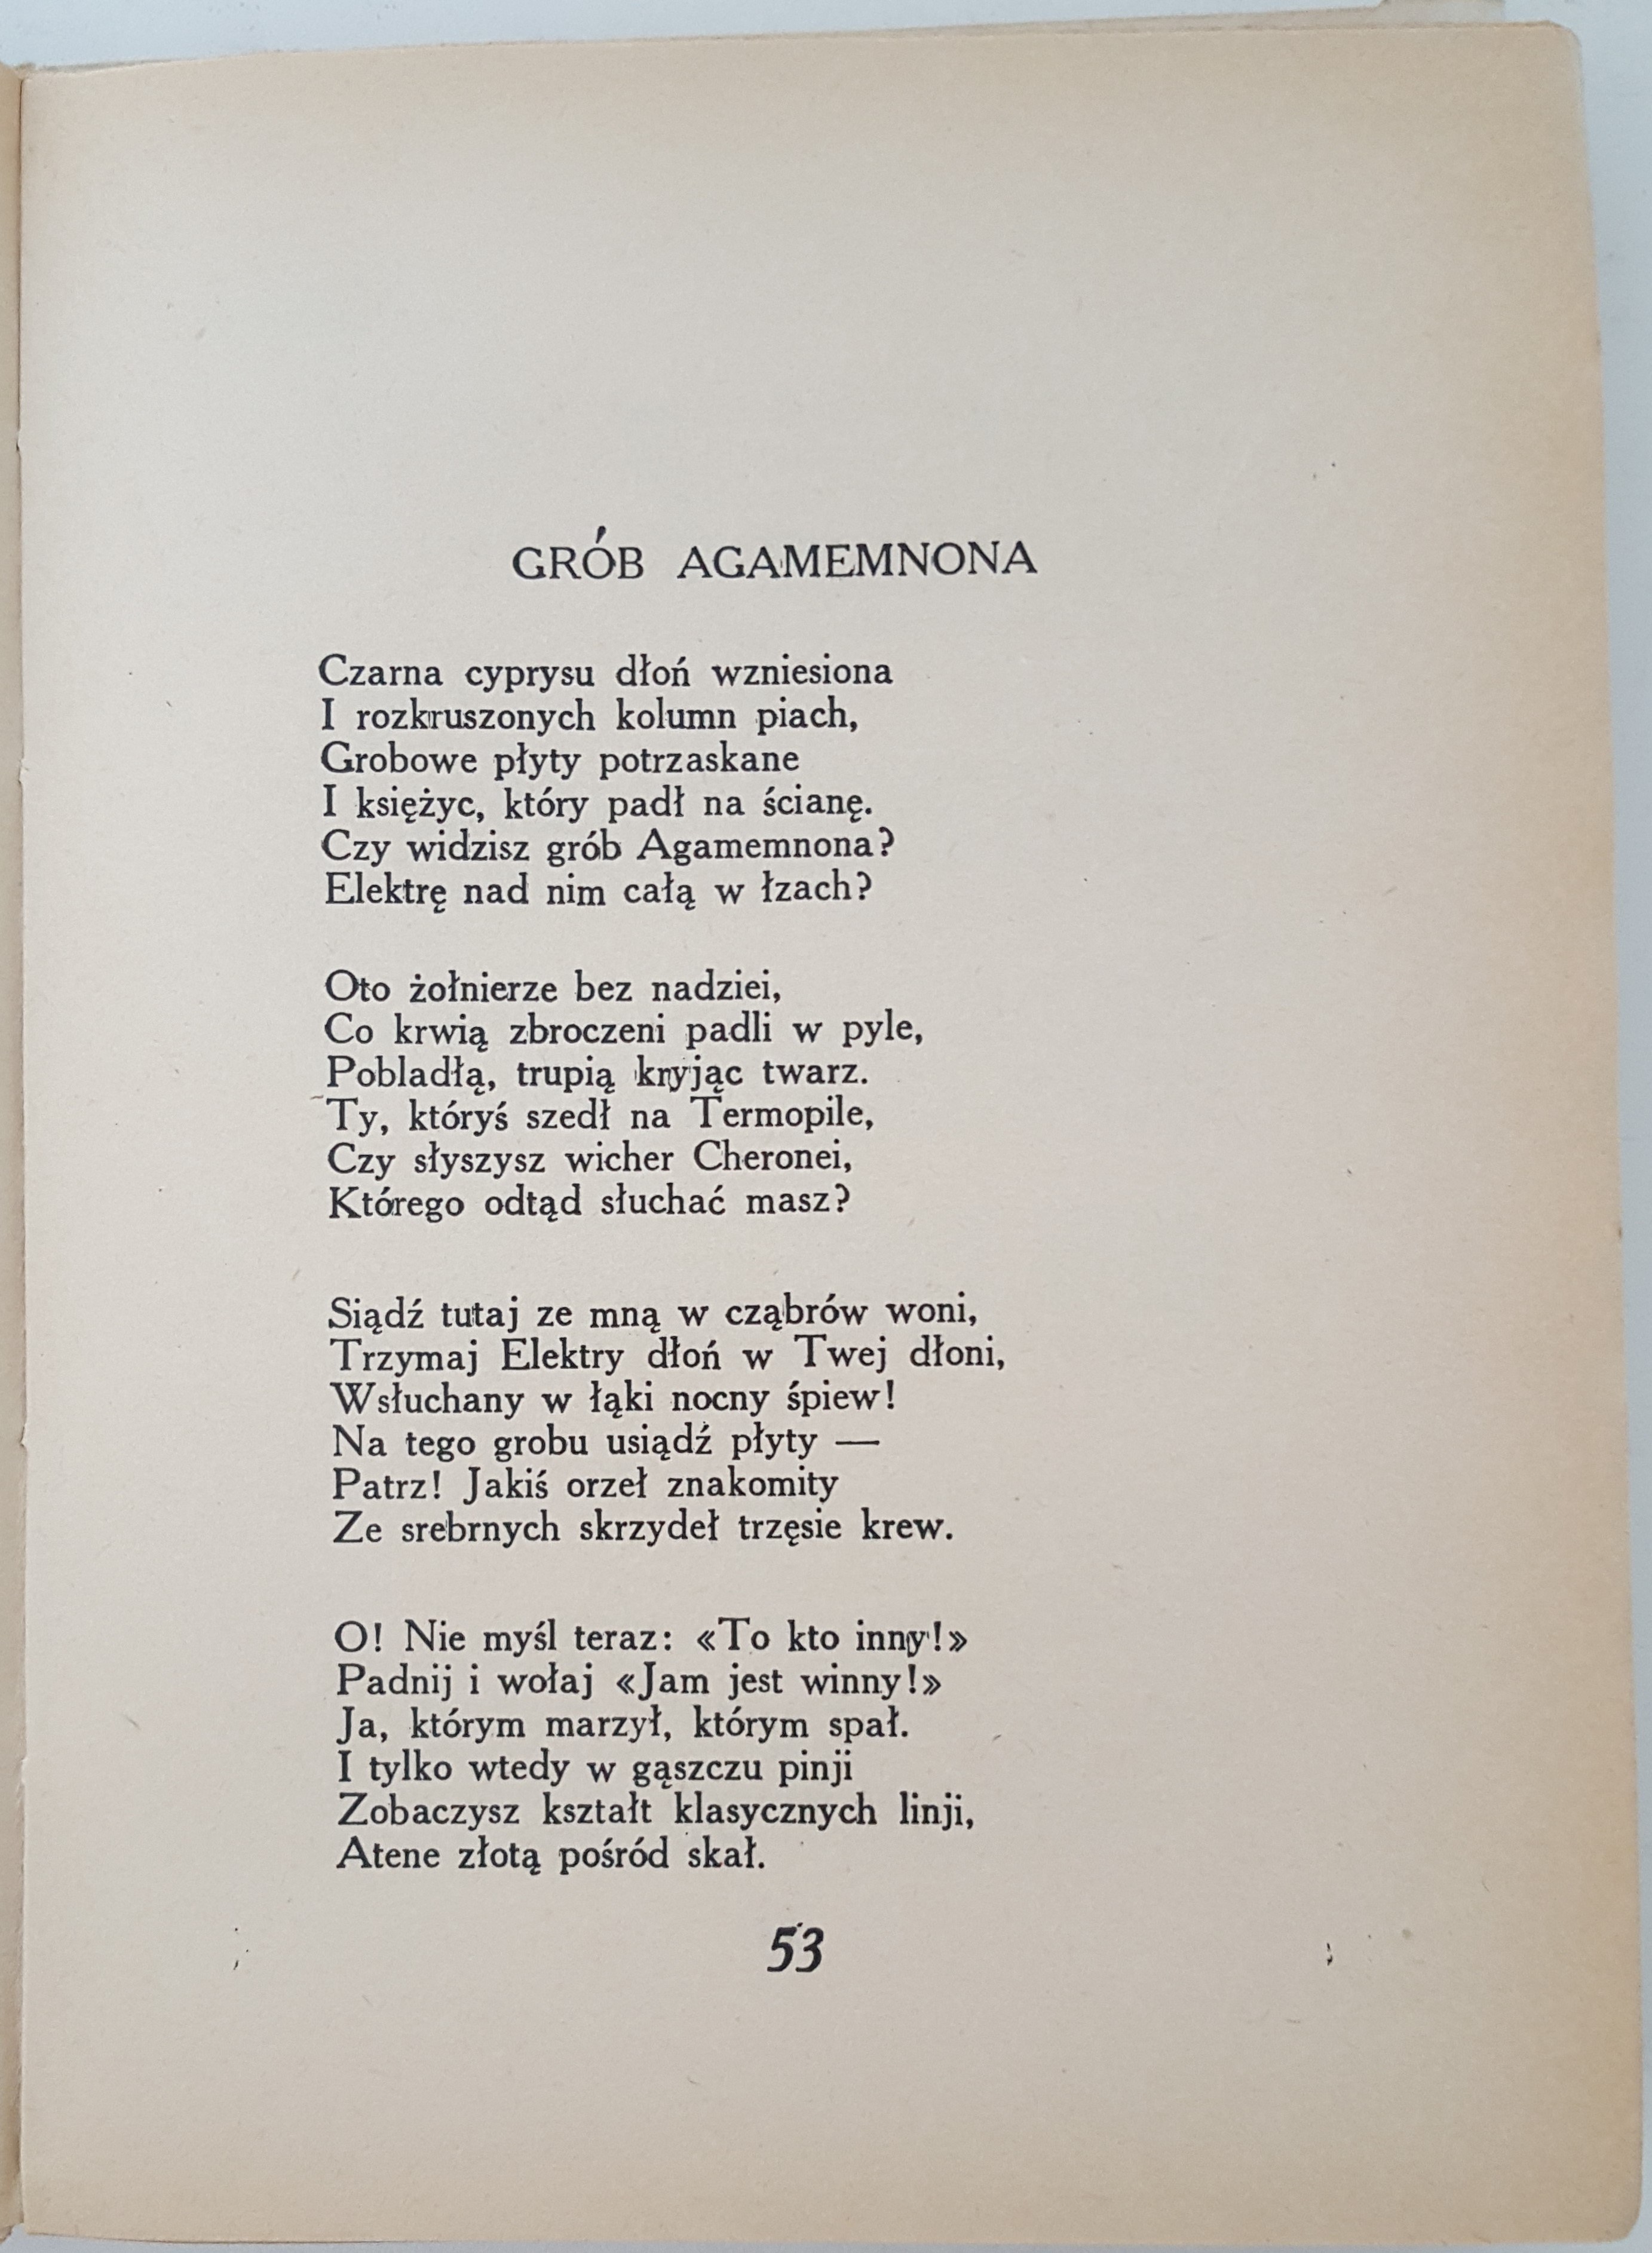 GRÓB AGAMEMNONA
Czarna cyprysu dłoń wzniesiona
I rozkruszonych kolumn piach,
Grobowe płyty potrzaskane
I księżyc, który padł na ścianę.
Czy widzisz grób Agamemnona?
Elektrę nad nim całą w łzach?
Oto żołnierze bez nadziei,
Co krwią zbroczeni padli w pyle,
Pobladłą, trupią kryjąc twarz.
Ty, któryś szedł na Termopile,
Czy słyszysz wicher Cheronei,
Którego odtąd słuchać masz?
Siądź tutaj ze mną w cząbrów woni,
Trzymaj Elektry dłoń w Twej dłoni,
Wsłuchany w łąki nocny śpiew!
Na tego grobu usiądź płyty —
Patrz! Jakiś orzeł znakomity
Ze srebrnych skrzydeł trzęsie krew.
O! Nie myśl teraz: «To kto inny!»
Padnij i wołaj «Jam jest winny!»
Ja, którym marzył, którym spał.
I tylko wtedy w gąszczu pinji
Zobaczysz kształt klasycznych linji,
Atene złotą pośród skał.
53